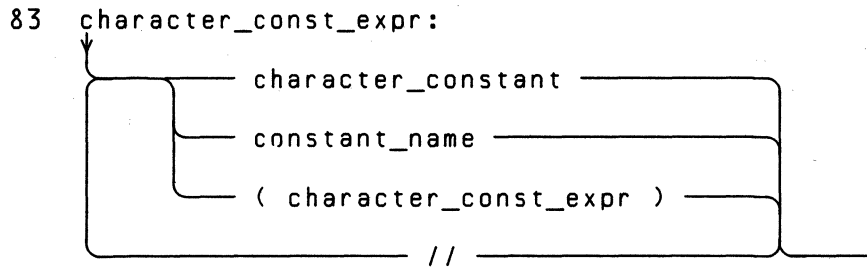 83 character_const_expr:
character_constant
constant_name
( character_const_expr )
//